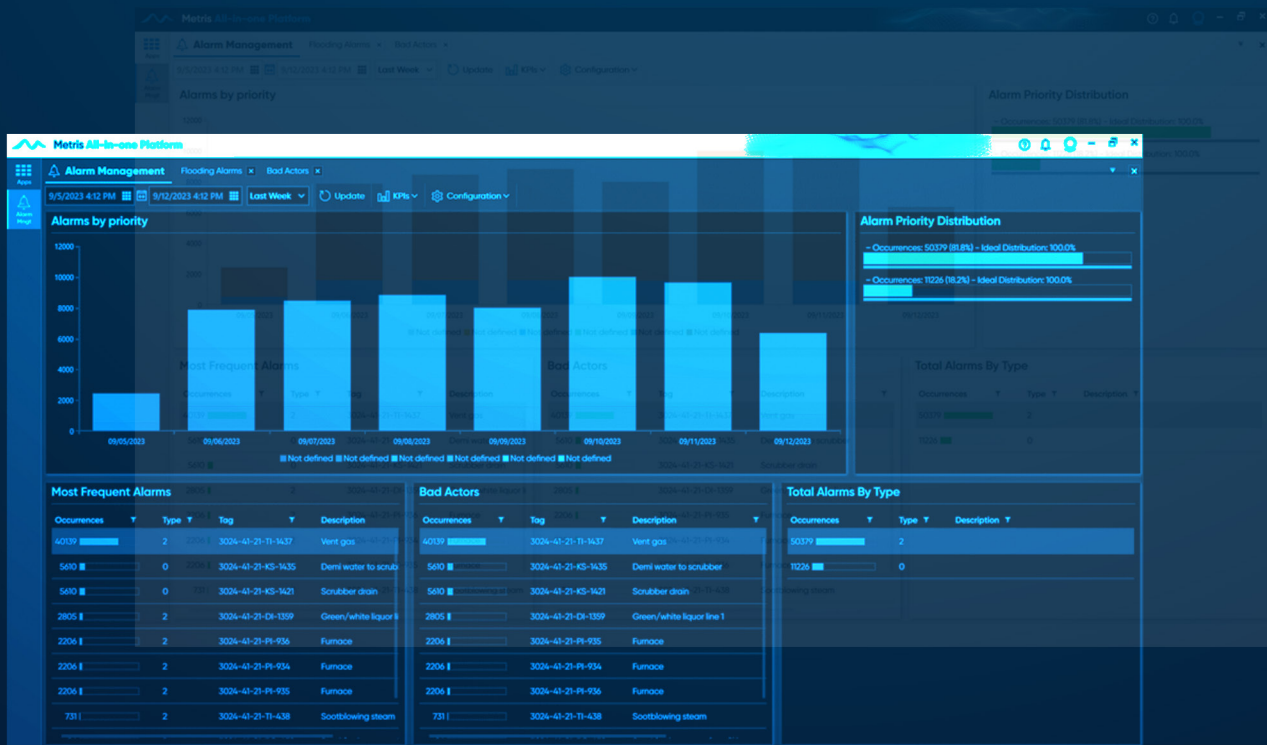 Metris All-in-one Platform
Alarm Management Flooding Alarms Bad Actors
Apps
9/5/2023 4:12 PM 9/12/2023 4:12 PM Last Week Update KPIs Configuration
Alarm Mngt
Alarms by priority
12000
10000
8000
6000
4000
2000
0
09/05/2023 09/06/2023 09/07/2023 09/08/2023 09/09/2023 09/10/2023 09/11/2023 09/12/2023
Not defined Not defined Not defined Not defined Not defined Not defined
Alarm Priority Distribution
- Occurrences: 50379 (81.8%) - Ideal Distribution: 100.0%
- Occurrences: 11226 (18.2%) - Ideal Distribution: 100.0%
Most Frequent Alarms
Occurrences Type Tag Description
40139 2 3024-41-21-TI-1437 Vent gas
5610 0 3024-41-21-KS-1435 Demi water to scrub
5610 0 3024-41-21-KS-1421 Scrubber drain
2805 2 3024-41-21-DI-1359 Green/white liquor li
2206 2 3024-41-21-PI-936 Furnace
2206 2 3024-41-21-PI-934 Furnace
2206 2 3024-41-21-PI-935 Furnace
731 2 3024-41-21-TI-438 Sootblowing steam
Bad Actors
Occurrences Tag Description
40139 3024-41-21-TI-1437 Vent gas
5610 3024-41-21-KS-1435 Demi water to scrubber
5610 3024-41-21-KS-1421 Scrubber drain
2805 3024-41-21-DI-1359 Green/white liquor line 1
2206 3024-41-21-PI-935 Furnace
2206 3024-41-21-PI-934 Furnace
2206 3024-41-21-PI-936 Furnace
731 3024-41-21-TI-438 Sootblowing steam
Total Alarms By Type
Occurrences Type Description
50379 2
11226 0